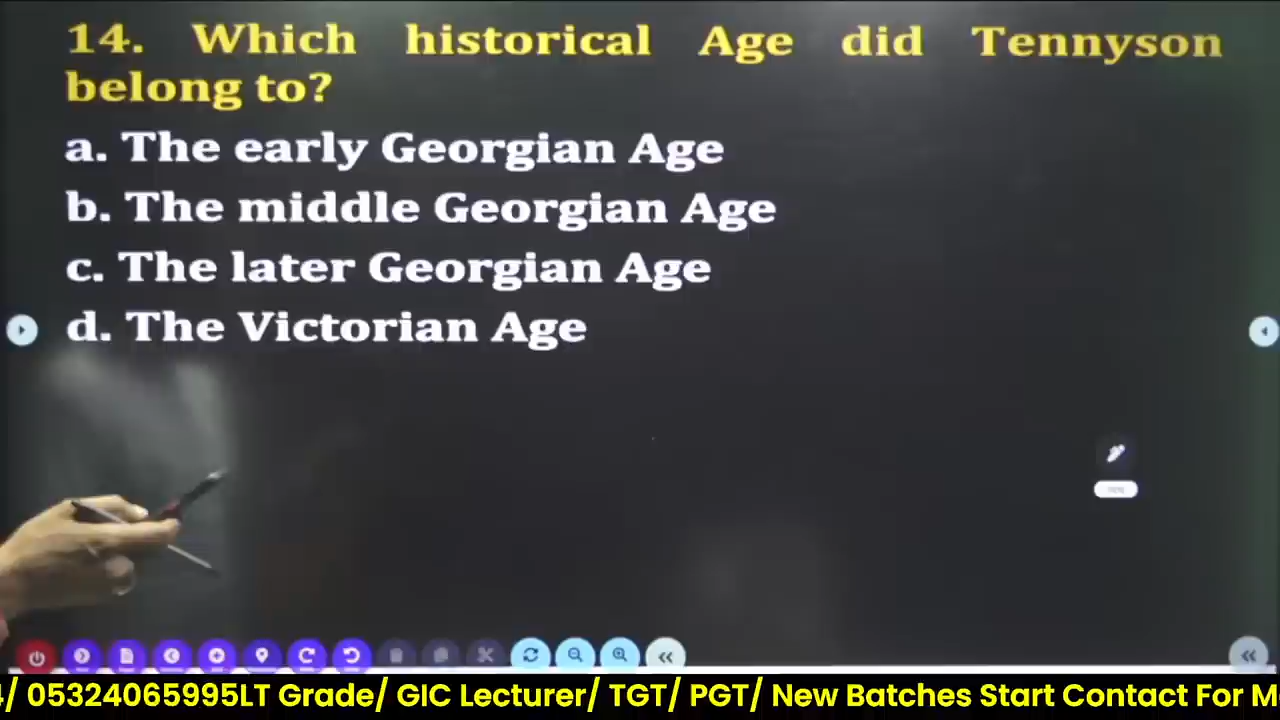 14. Which historical Age did Tennyson
belong to?
a. The early Georgian Age
b. The middle Georgian Age
c. The later Georgian Age
d. The Victorian Age
/ 05324065995LT Grade/ GIC Lecturer/ TGT/ PGT/ New Batches Start Contact For